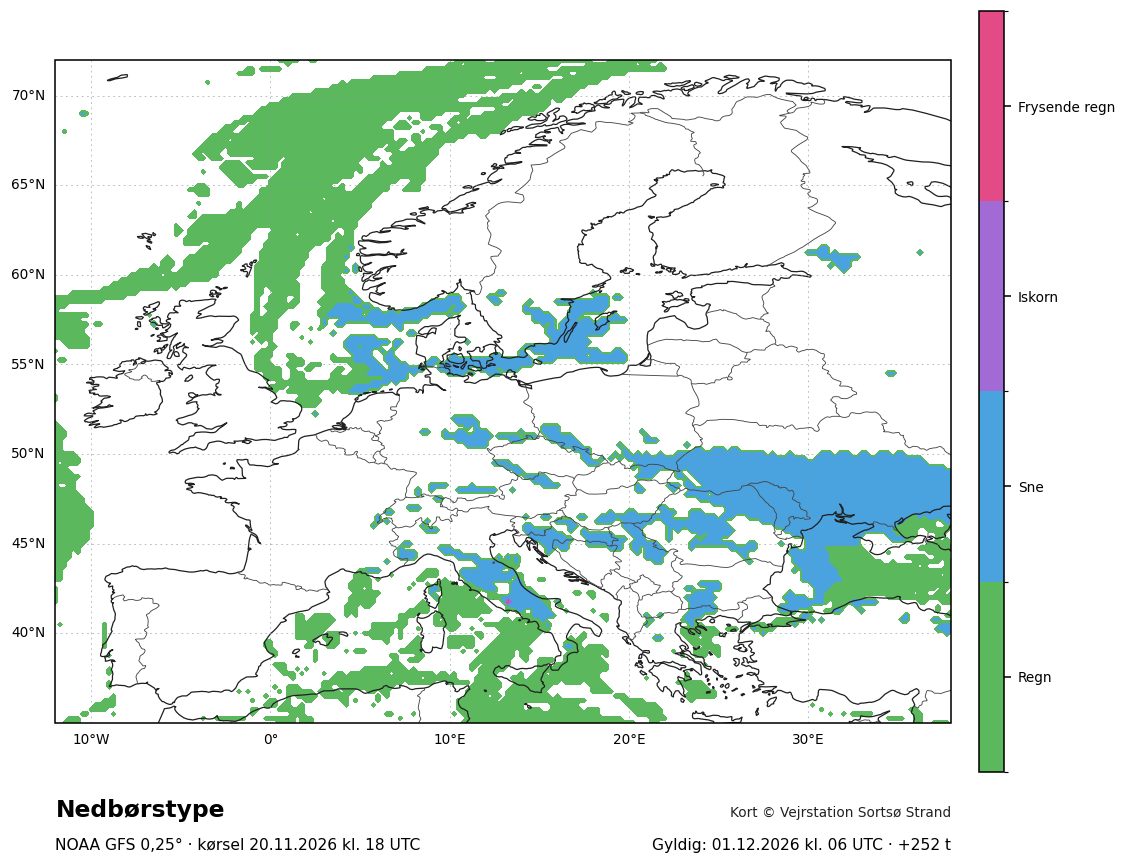 Frysende regn
Iskorn
Sne
Regn
70°N
65°N
60°N
55°N
50°N
45°N
40°N
10°W
0°
10°E
20°E
30°E
Nedbørstype
Kort © Vejrstation Sortsø Strand
NOAA GFS 0,25° · kørsel 20.11.2026 kl. 18 UTC
Gyldig: 01.12.2026 kl. 06 UTC · +252 t